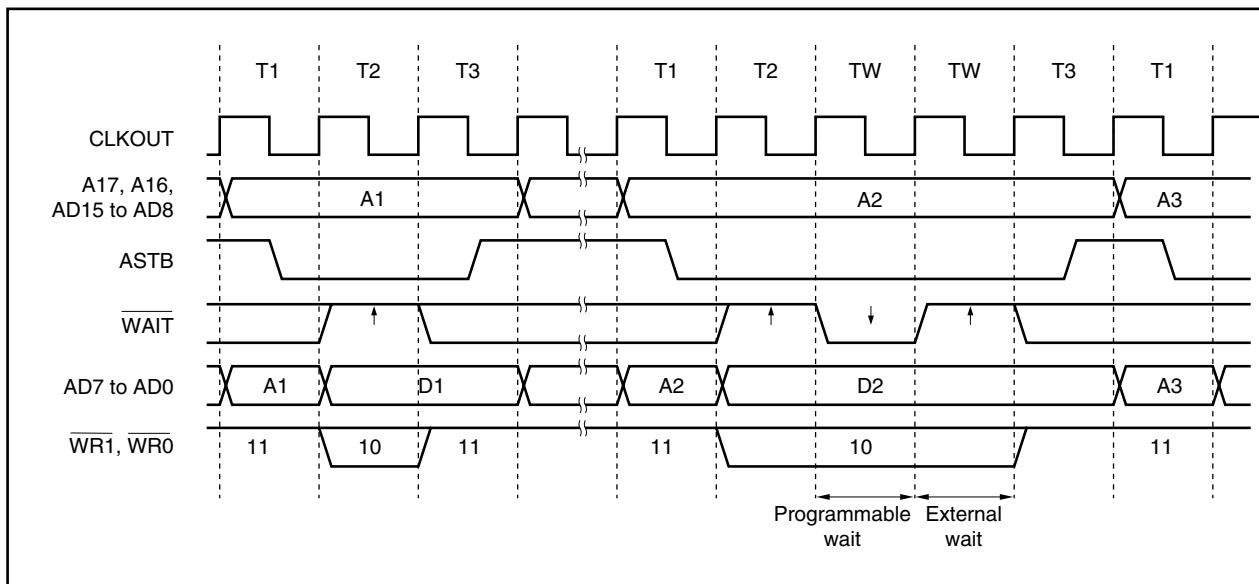 T1 T2 T3 T1 T2 TW TW T3 T1
CLKOUT
A17, A16,
AD15 to AD8
A1 A2 A3
ASTB
WAIT
AD7 to AD0
A1 D1 A2 D2 A3
WR1, WR0
11 10 11 11 10 11
Programmable
wait
External
wait